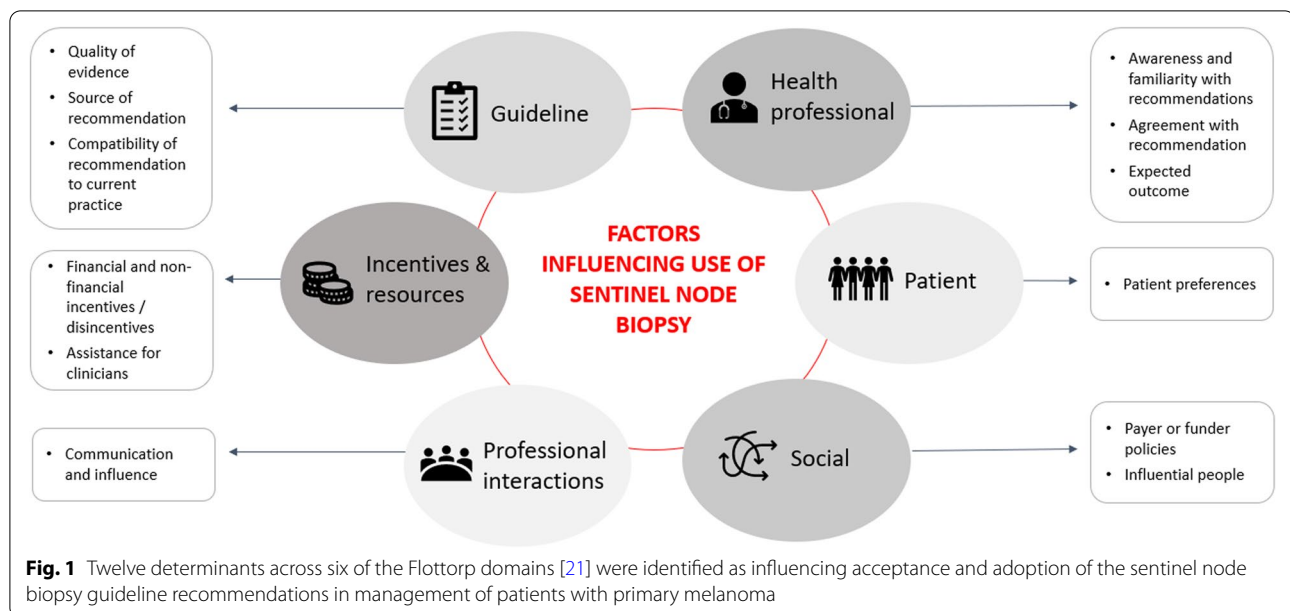 • Quality of
evidence
• Source of
recommendation
• Compatibility of
recommendation
to current
practice
Guideline
Health
professional
• Awareness and
familiarity with
recommendations
• Agreement with
recommendation
• Expected
outcome
• Financial and non-
financial
incentives /
disincentives
• Assistance for
clinicians
Incentives &
resources
FACTORS
INFLUENCING USE OF
SENTINEL NODE
BIOPSY
Patient
• Patient preferences
• Communication
and influence
Professional
interactions
Social
• Payer or funder
policies
• Influential people
Fig. 1 Twelve determinants across six of the Flottorp domains [21] were identified as influencing acceptance and adoption of the sentinel node
biopsy guideline recommendations in management of patients with primary melanoma